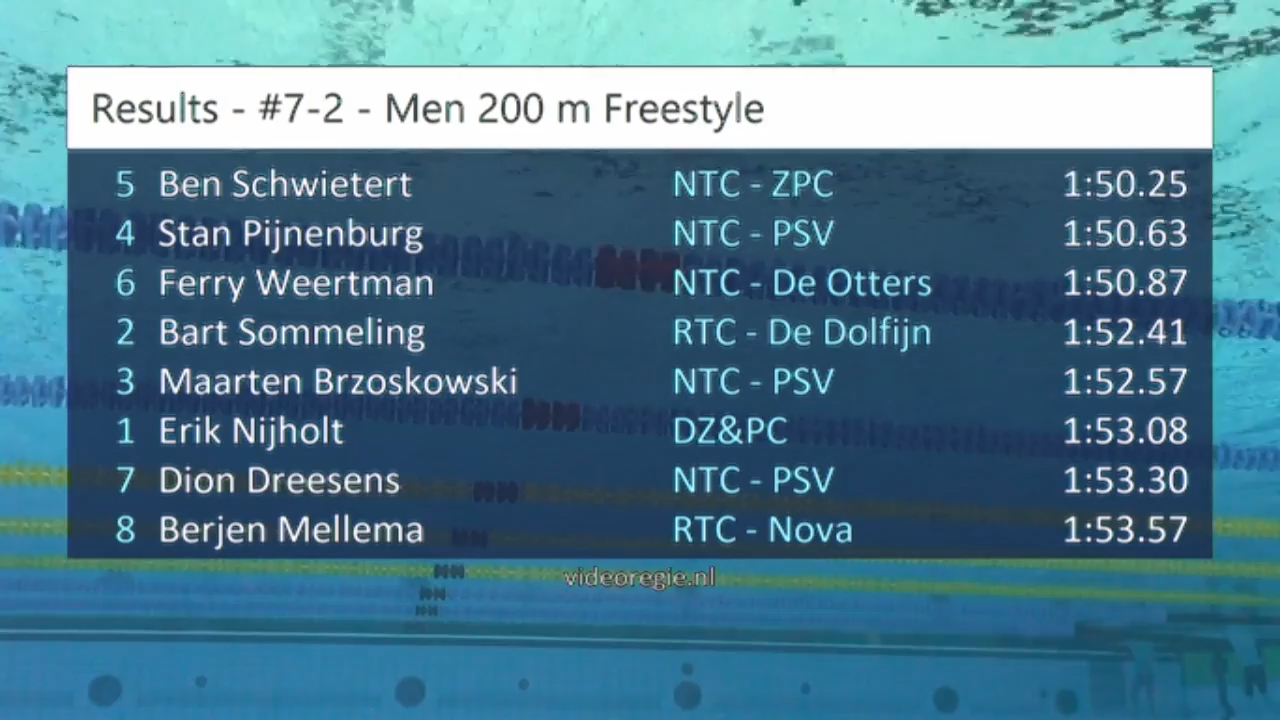 Results - #7-2 - Men 200 m Freestyle
5 Ben Schwietert NTC - ZPC 1:50.25
4 Stan Pijnenburg NTC - PSV 1:50.63
6 Ferry Weertman NTC - De Otters 1:50.87
2 Bart Sommeling RTC - De Dolfijn 1:52.41
3 Maarten Brzoskowski NTC - PSV 1:52.57
1 Erik Nijholt DZ&PC 1:53.08
7 Dion Dreesens NTC - PSV 1:53.30
8 Berjen Mellema RTC - Nova 1:53.57
videoregie.nl